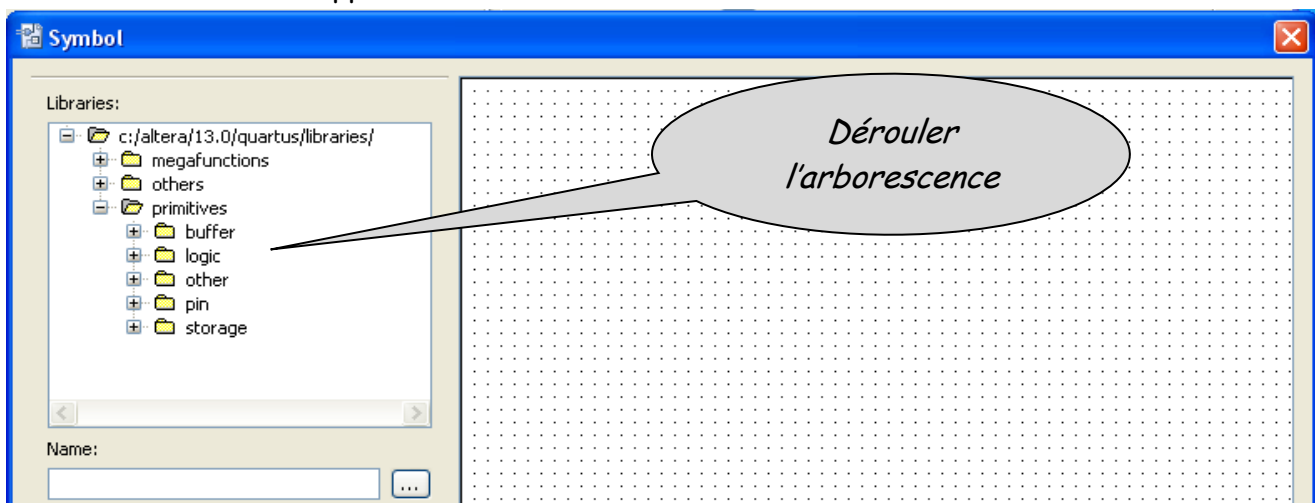 Symbol
Libraries:
c:/altera/13.0/quartus/libraries/
megafunctions
others
primitives
buffer
logic
other
pin
storage
Name:
...
Dérouler
l'arborescence